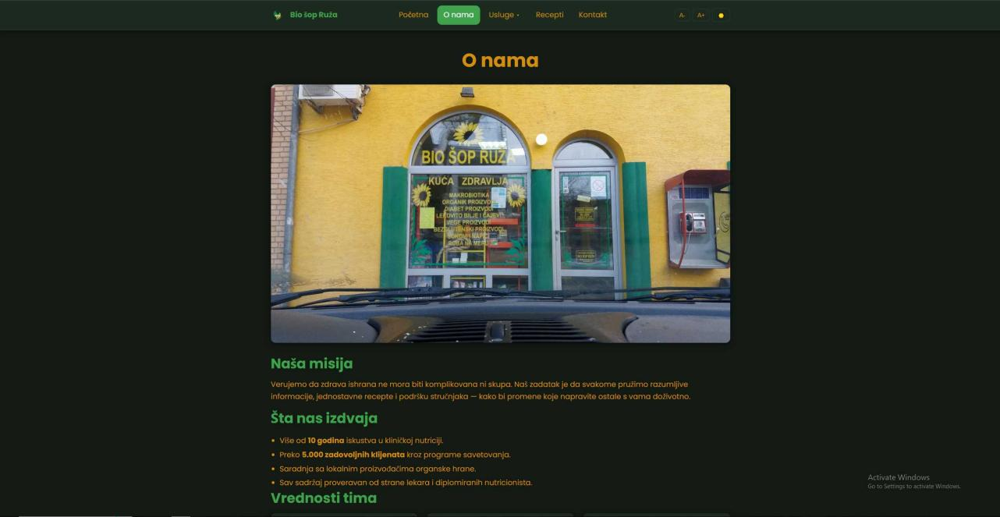 Bio šop Ruža
Početna
O nama
Usluge
Recepti
Kontakt
A-
A+
O nama
BIO ŠOP RUŽA
KUĆA ZDRAVLJA
MAKROBIOTIKA
ORGANIK PROIZVODI
DIABET PROIZVODI
LEKOVITO BILJE I ČAJEVI
VEGE PROIZVODI
BEZGLUTENSKI PROIZVODI
SOKOVI I NAPICI
ROBA NA MERU
Naša misija
Verujemo da zdrava ishrana ne mora biti komplikovana ni skupa. Naš zadatak je da svakome pružimo razumljive
informacije, jednostavne recepte i podršku stručnjaka — kako bi promene koje napravite ostale s vama doživotno.
Šta nas izdvaja
Više od 10 godina iskustva u kliničkoj nutriciji.
Preko 5.000 zadovoljnih klijenata kroz programe savetovanja.
Saradnja sa lokalnim proizvođačima organske hrane.
Sav sadržaj proveravan od strane lekara i diplomiranih nutricionista.
Vrednosti tima
Activate Windows
Go to Settings to activate Windows.